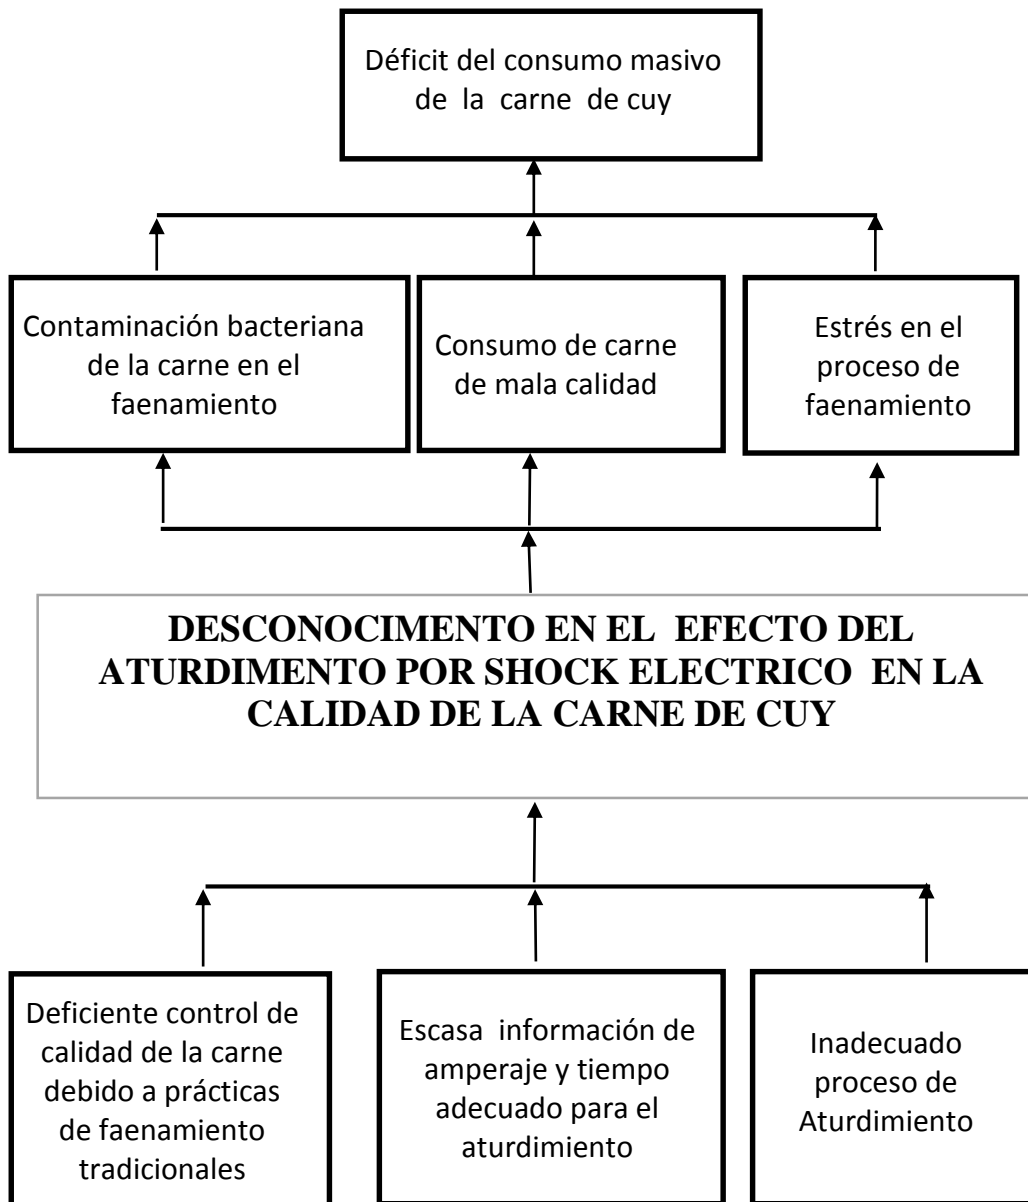 Déficit del consumo masivo
de la carne de cuy
Contaminación bacteriana
de la carne en el
faenamiento
Consumo de carne
de mala calidad
Estrés en el
proceso de
faenamiento
DESCONOCIMENTO EN EL EFECTO DEL
ATURDIMENTO POR SHOCK ELECTRICO EN LA
CALIDAD DE LA CARNE DE CUY
Deficiente control de
calidad de la carne
debido a prácticas
de faenamiento
tradicionales
Escasa información de
amperaje y tiempo
adecuado para el
aturdimiento
Inadecuado
proceso de
Aturdimiento